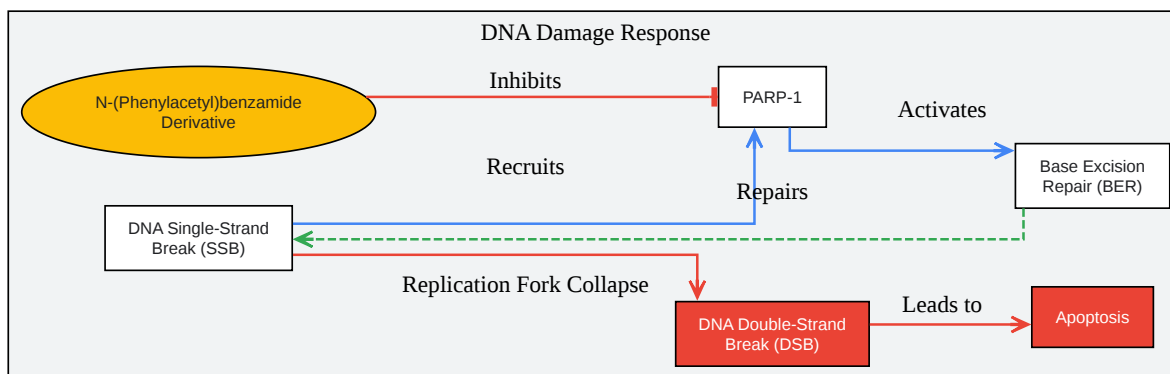 DNA Damage Response
Inhibits
N-(Phenylacetyl)benzamide
Derivative
PARP-1
Activates
Recruits
Repairs
Base Excision
Repair (BER)
DNA Single-Strand
Break (SSB)
Replication Fork Collapse
DNA Double-Strand
Break (DSB)
Leads to
Apoptosis